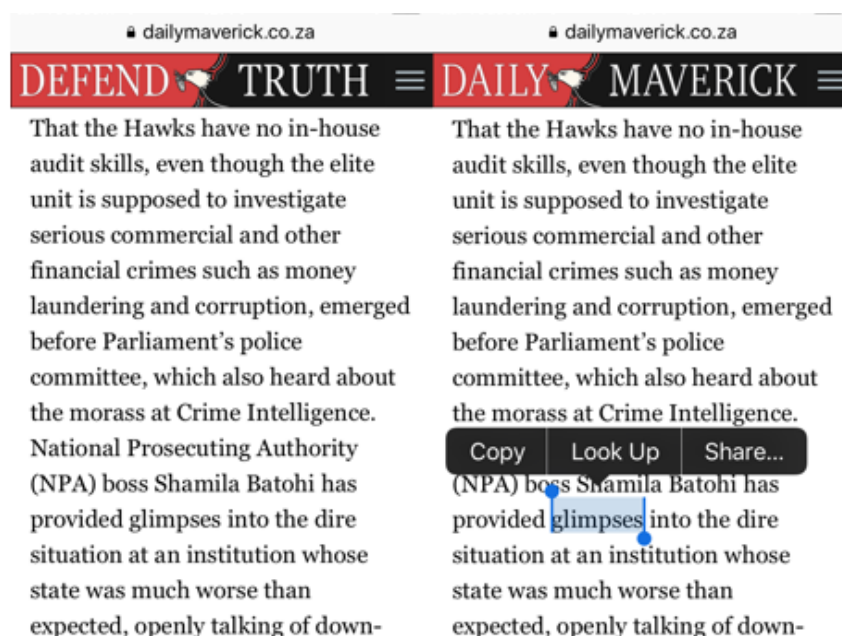 dailymaverick.co.za
DEFEND TRUTH
That the Hawks have no in-house
audit skills, even though the elite
unit is supposed to investigate
serious commercial and other
financial crimes such as money
laundering and corruption, emerged
before Parliament's police
committee, which also heard about
the morass at Crime Intelligence.
National Prosecuting Authority
(NPA) boss Shamila Batohi has
provided glimpses into the dire
situation at an institution whose
state was much worse than
expected, openly talking of down-
dailymaverick.co.za
DAILY MAVERICK
That the Hawks have no in-house
audit skills, even though the elite
unit is supposed to investigate
serious commercial and other
financial crimes such as money
laundering and corruption, emerged
before Parliament's police
committee, which also heard about
the morass at Crime Intelligence.
Copy Look Up Share...
(NPA) boss Shamila Batohi has
provided glimpses into the dire
situation at an institution whose
state was much worse than
expected, openly talking of down-